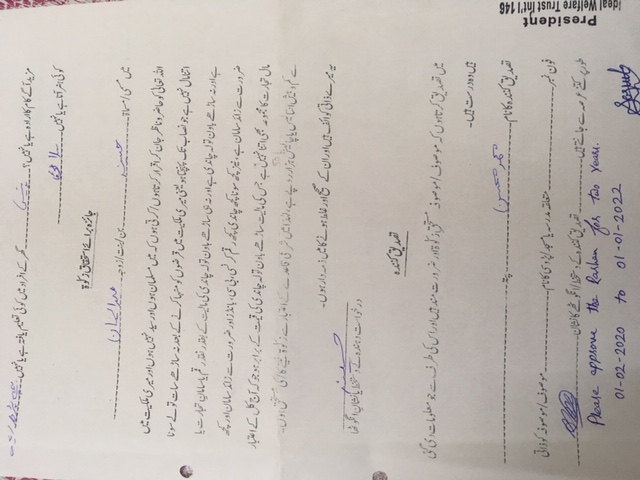 مزید آگے کام کا ارادہ ہے یا نہیں؟ نہیں گھر کے افراد میں کوئی تعلیم یافتہ ہے یا نہیں
کوئی ہنر آتا ہے یا نہیں
جائزہ برائے استحقاق زکوٰۃ
میں مسمی/مسماۃ حسینہ بن/بنت/زوجہ
اللہ تعالیٰ کو حاضر و ناظر جان کر اقرار کرتا ہوں/کرتی ہوں کہ میں مسلمان ہوں اور سید نہیں ہوں اور میری ملکیت میں
اتنا مال نہیں ہے جو نصاب تک پہنچتا ہو یعنی میری ملکیت میں قرضوں کو منہا کرنے کے بعد نہ ساڑھے سات تولے سونا
ہے اور نہ ساڑھے باون تولہ چاندی ہے اور نہ ہی ساڑھے باون تولہ چاندی کی مالیت کے بقدر نقد رقم یا سامانِ تجارت یا
ضرورت سے زائد سامان ہے، نیز کچھ سونا کچھ چاندی کچھ رقم کرنسی، بی سی، بانڈز اور ضرورت سے زائد سامان اور کچھ
مال تجارت کا مجموعہ بھی اتنا نہیں ہے جس کی مالیت ساڑھے باون تولہ چاندی کی قیمت کے برابر ہو جو کہ آج کل کے اعتبار
سے کم و بیش انتالیس یا چالیس ہزار روپے ہے، لہٰذا میں شرعی قاعدے کے اعتبار سے زکوٰۃ لینے کا/کی مستحق ہوں۔
یہ میرے ذاتی کوائف ہیں اور ان کے صحیح اور غلط ہونے کا میں ذمہ دار ہوں۔
حسینہ
درخواست دہندہ کے دستخط یا نشان انگوٹھا
تصدیق کنندہ
میں تصدیق کرتا ہوں کہ موصوف/موصوفہ مستحق زکوٰۃ اور ضرورت مند ہیں اور اس کی طرف سے جو معلومات دی گئی
ہیں وہ درست ہیں۔
تصدیق کنندہ کا نام محمد محسن پتہ
فون نمبر متعلقہ مدرسہ یا مسجد/پڑوسی کا نام موصوف/موصوفہ کو ذاتی
طور پر کتنے عرصہ سے جانتے ہیں تصدیق کنندہ کے دستخط/انگوٹھے کا نشان
Please approve the Rashan for two years.
01-02-2020 to 01-01-2022
President
Ideal Welfare Trust Int'l 146